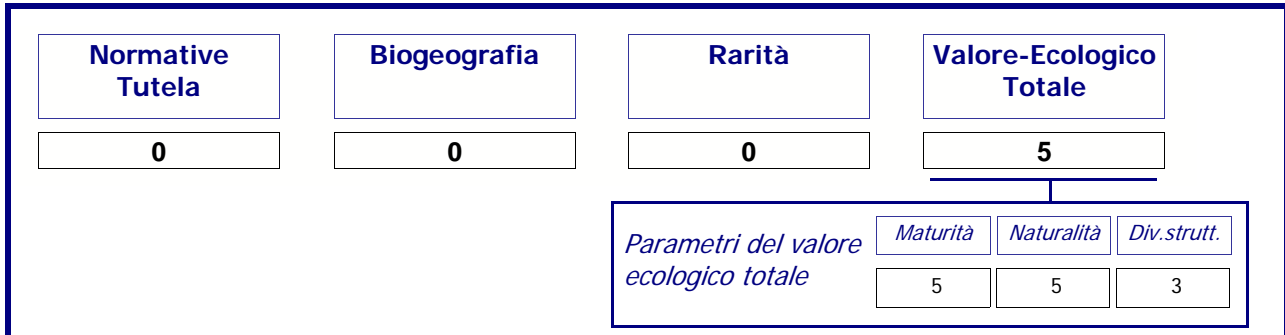 Normative
Tutela
Biogeografia
Rarità
Valore-Ecologico
Totale
0
0
0
5
Parametri del valore
ecologico totale
Maturità
Naturalità
Div.strutt.
5
5
3